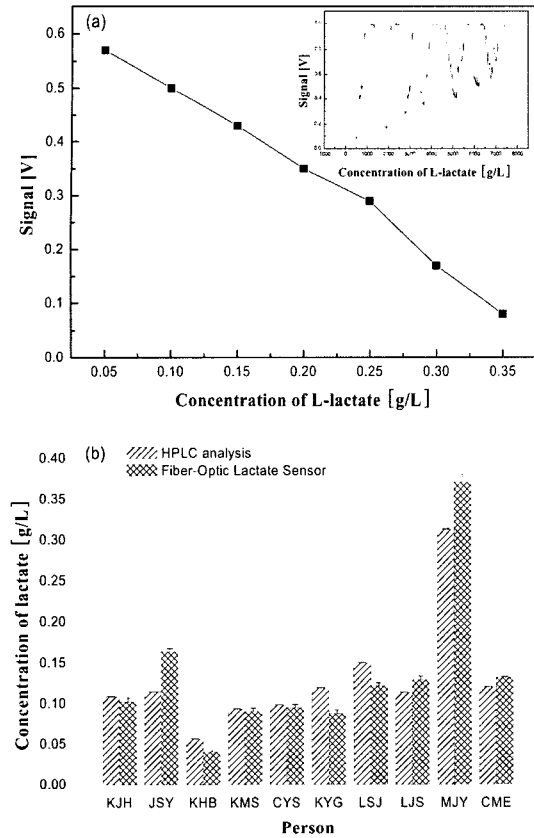 (a)
Signal [V]
0.6
0.5
0.4
0.3
0.2
0.1
0.0
0.05 0.10 0.15 0.20 0.25 0.30 0.35
Concentration of L-lactate [g/L]
Signal [V]
Concentration of L-lactate [g/L]
(b)
HPLC analysis
Fiber-Optic Lactate Sensor
Concentration of lactate [g/L]
0.40
0.35
0.30
0.25
0.20
0.15
0.10
0.05
0.00
KJH JSY KHB KMS CYS KYG LSJ LJS MJY CME
Person